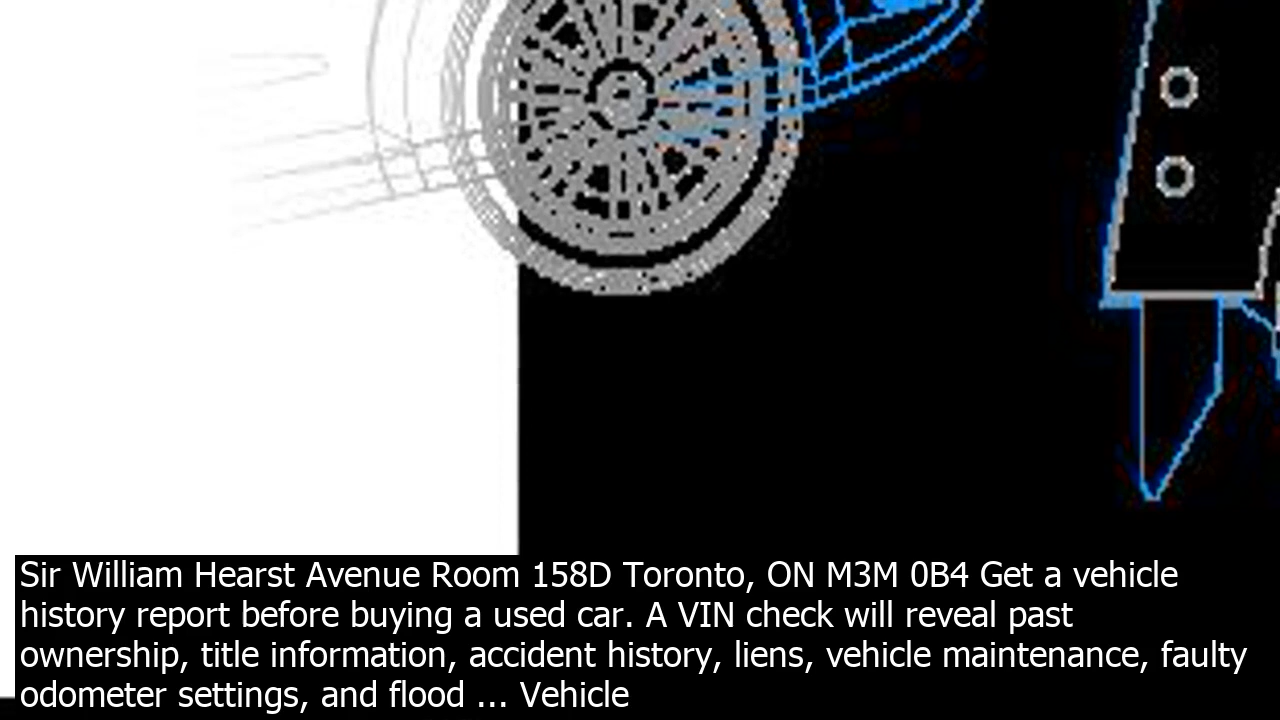 Sir William Hearst Avenue Room 158D Toronto, ON M3M 0B4 Get a vehicle
history report before buying a used car. A VIN check will reveal past
ownership, title information, accident history, liens, vehicle maintenance, faulty
odometer settings, and flood ... Vehicle